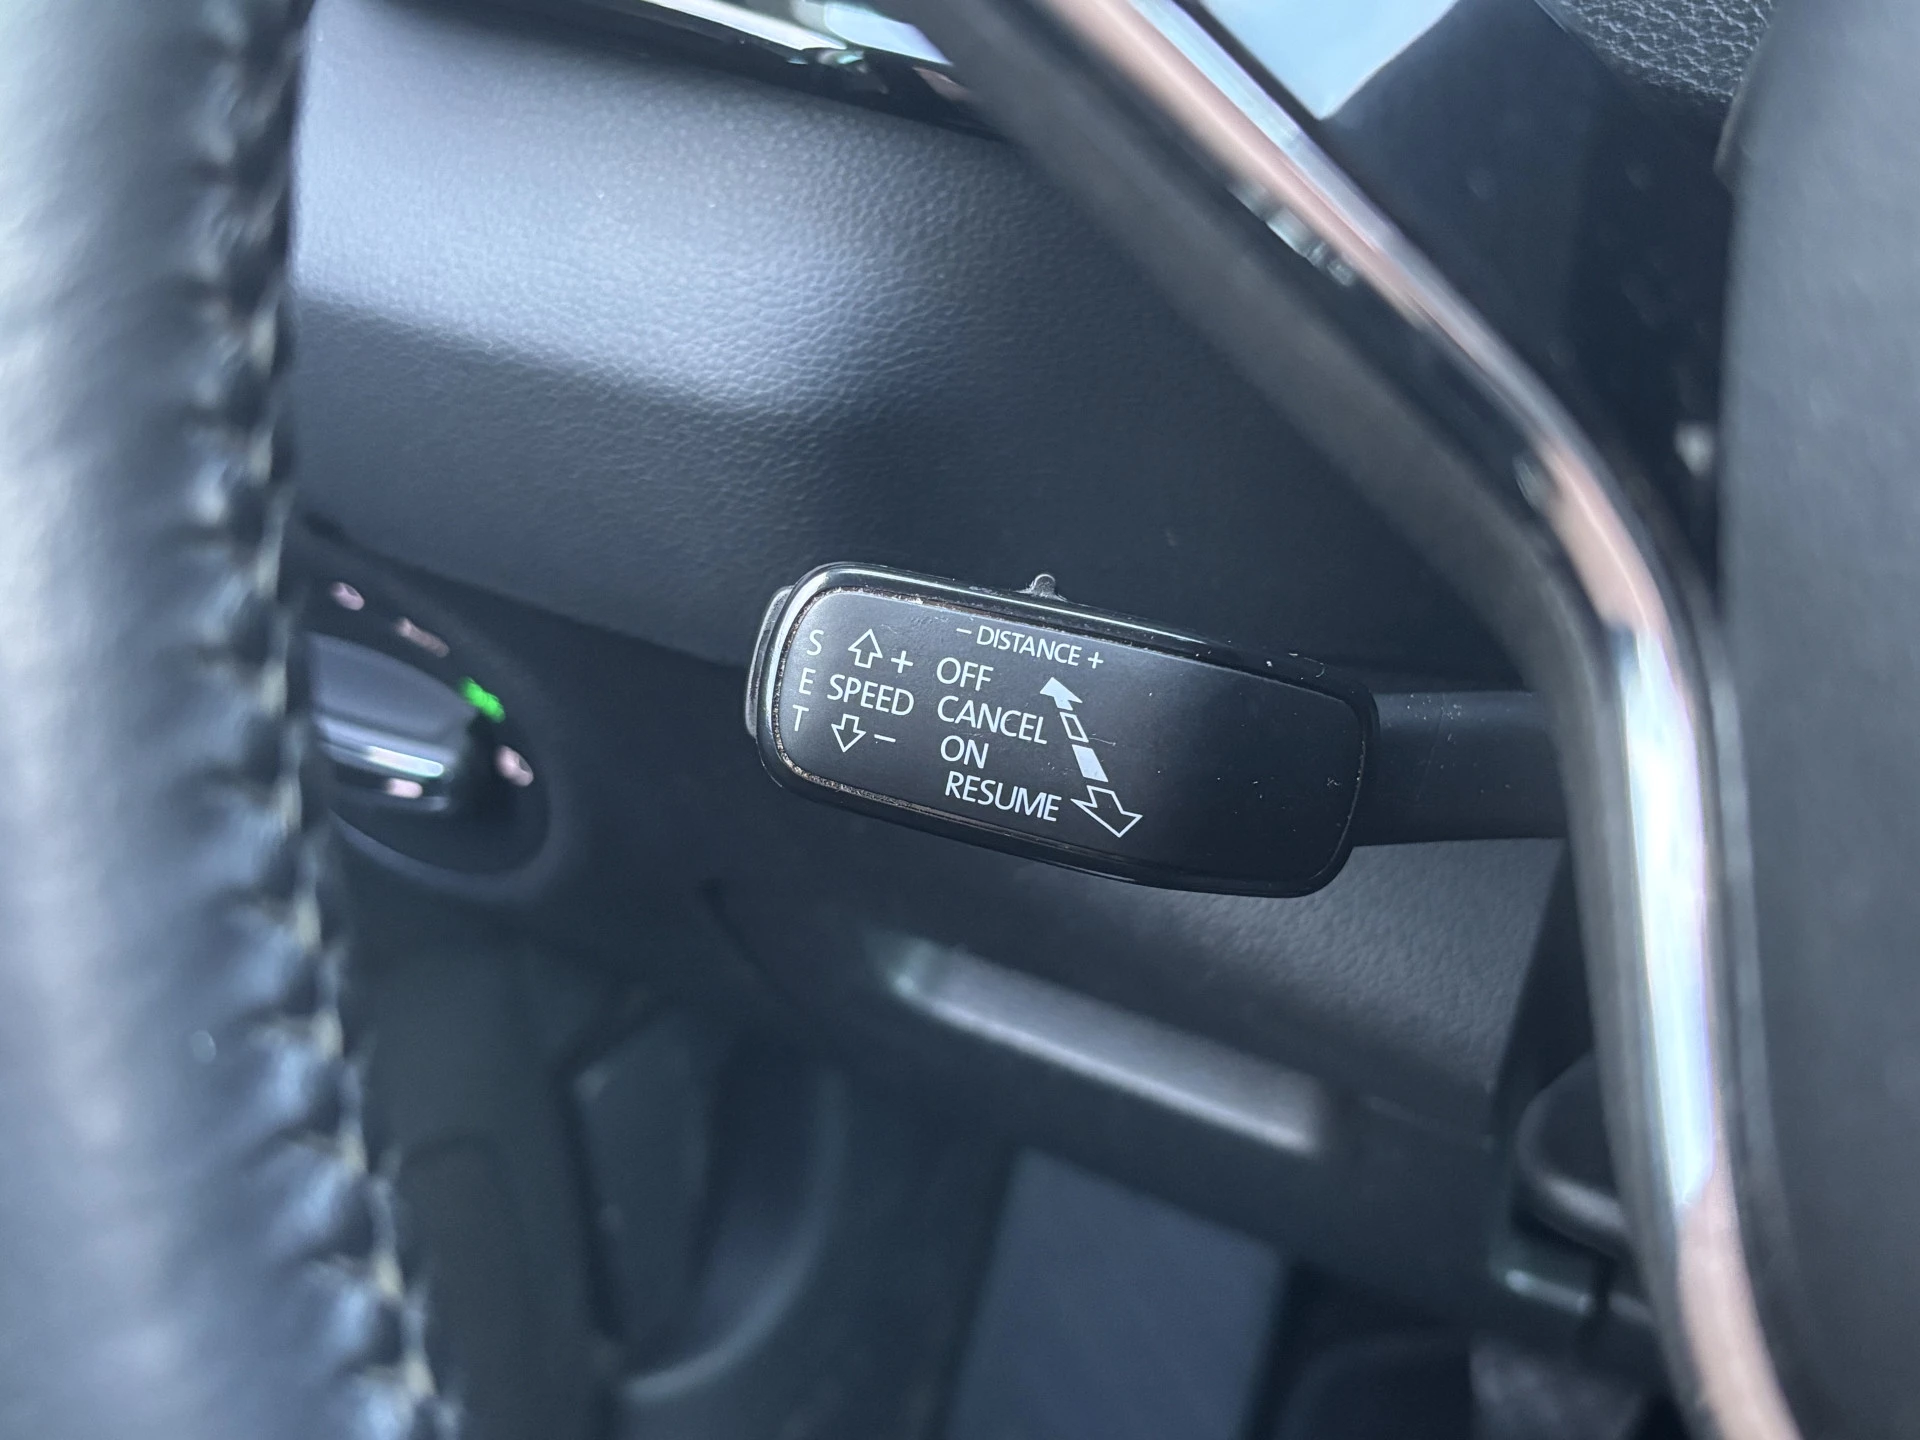 − DISTANCE +
S
E
T
+
SPEED
−
OFF
CANCEL
ON
RESUME